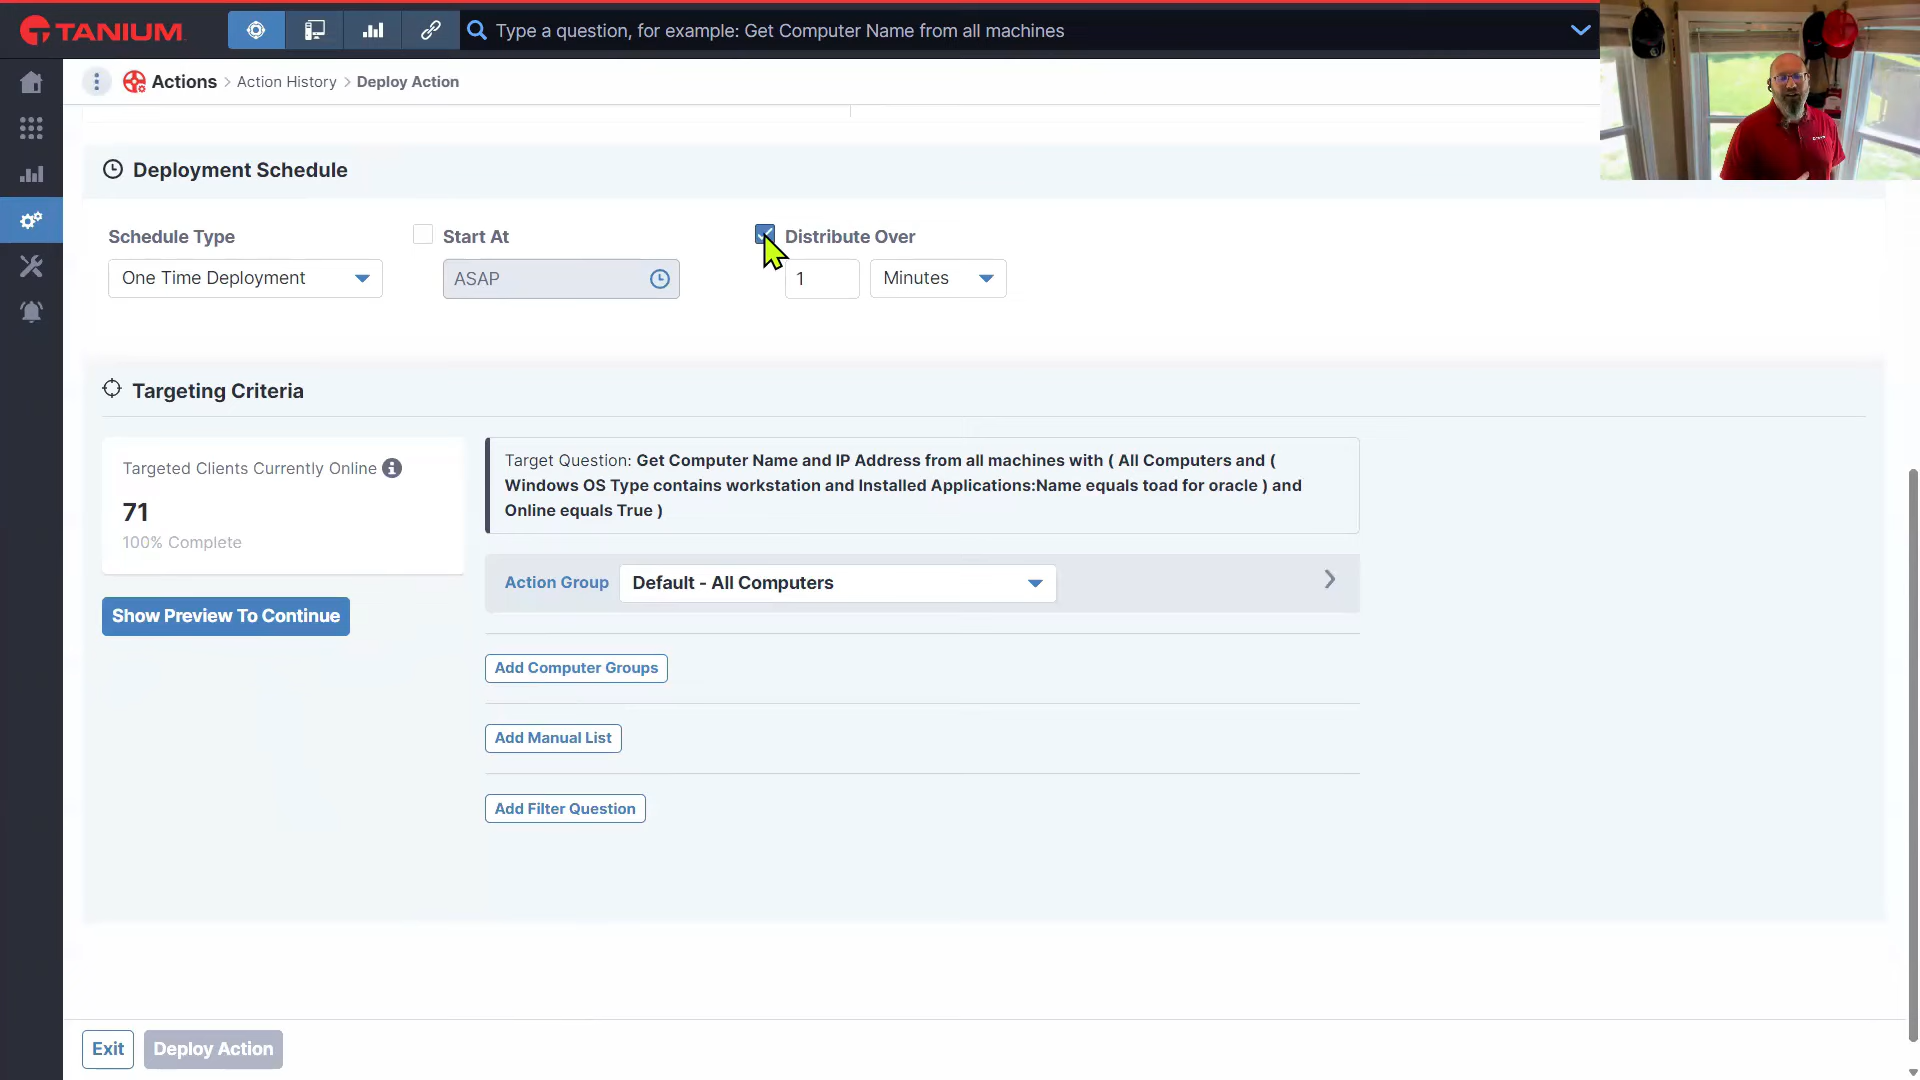 TANIUM
Type a question, for example: Get Computer Name from all machines
Actions > Action History > Deploy Action
Deployment Schedule
Schedule Type
Start At
Distribute Over
One Time Deployment
ASAP
1
Minutes
Targeting Criteria
Targeted Clients Currently Online
71
100% Complete
Show Preview To Continue
Target Question: Get Computer Name and IP Address from all machines with ( All Computers and (
Windows OS Type contains workstation and Installed Applications:Name equals toad for oracle ) and
Online equals True )
Action Group
Default - All Computers
Add Computer Groups
Add Manual List
Add Filter Question
Exit
Deploy Action